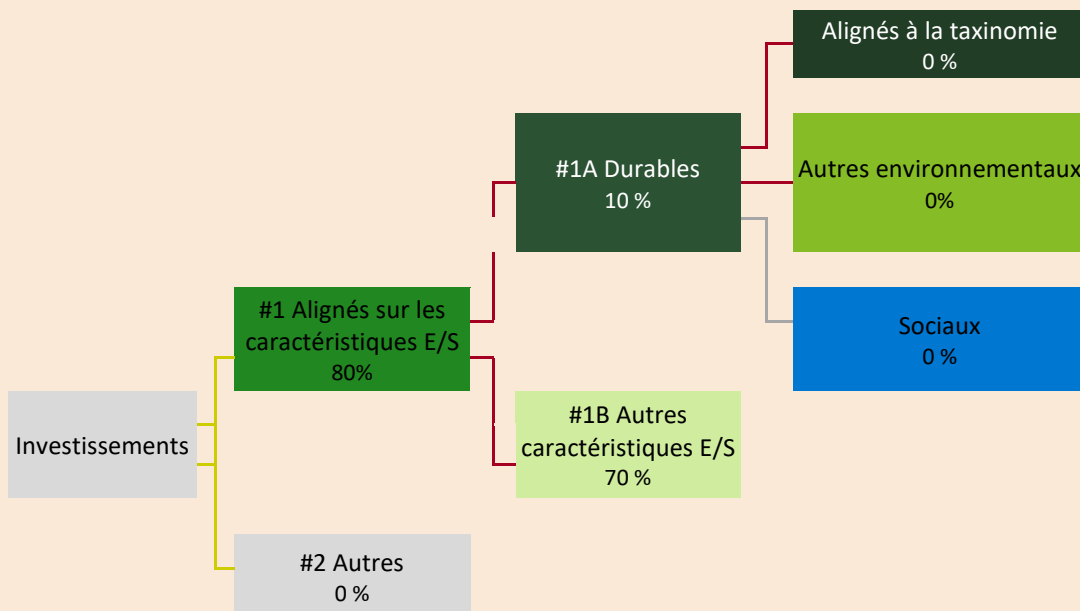 Investissements
#1 Alignés sur les
caractéristiques E/S
80%
#2 Autres
0 %
#1A Durables
10 %
#1B Autres
caractéristiques E/S
70 %
Alignés à la taxinomie
0 %
Autres environnementaux
0%
Sociaux
0 %